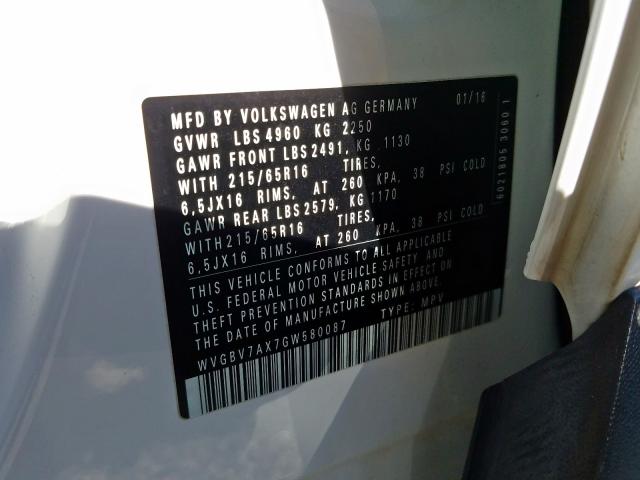 MFD BY VOLKSWAGEN AG GERMANY 01/16
GVWR LBS 4960 KG 2250
GAWR FRONT LBS 2491, KG 1130
WITH 215/65R16 TIRES,
6,5JX16 RIMS, AT 260 KPA, 38 PSI COLD
GAWR REAR LBS 2579, KG 1170
WITH 215/65R16 TIRES,
6,5JX16 RIMS, AT 260 KPA, 38 PSI COLD
THIS VEHICLE CONFORMS TO ALL APPLICABLE
U.S. FEDERAL MOTOR VEHICLE SAFETY AND
THEFT PREVENTION STANDARDS IN EFFECT ON
THE DATE OF MANUFACTURE SHOWN ABOVE.
WVGBV7AX7GW580087 TYPE: MPV
6021805 3060 1